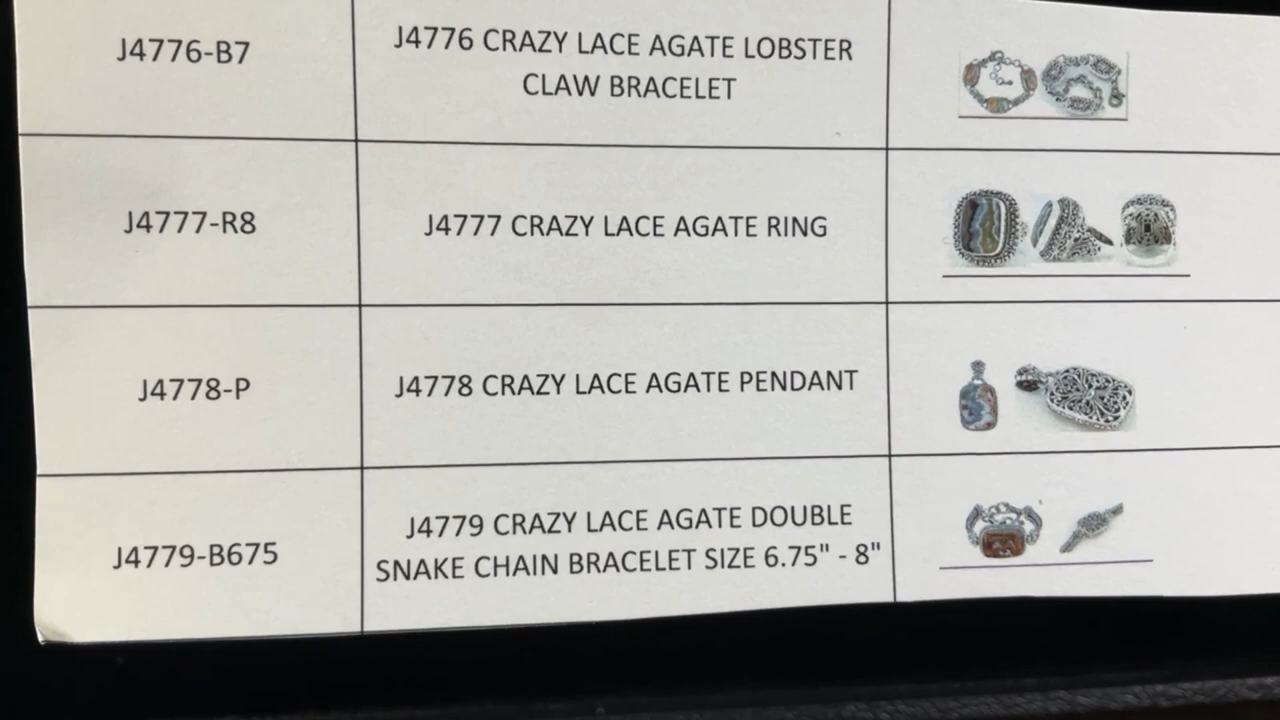 J4776-B7
J4776 CRAZY LACE AGATE LOBSTER
CLAW BRACELET
J4777-R8
J4777 CRAZY LACE AGATE RING
J4778-P
J4778 CRAZY LACE AGATE PENDANT
J4779-B675
J4779 CRAZY LACE AGATE DOUBLE
SNAKE CHAIN BRACELET SIZE 6.75" - 8"